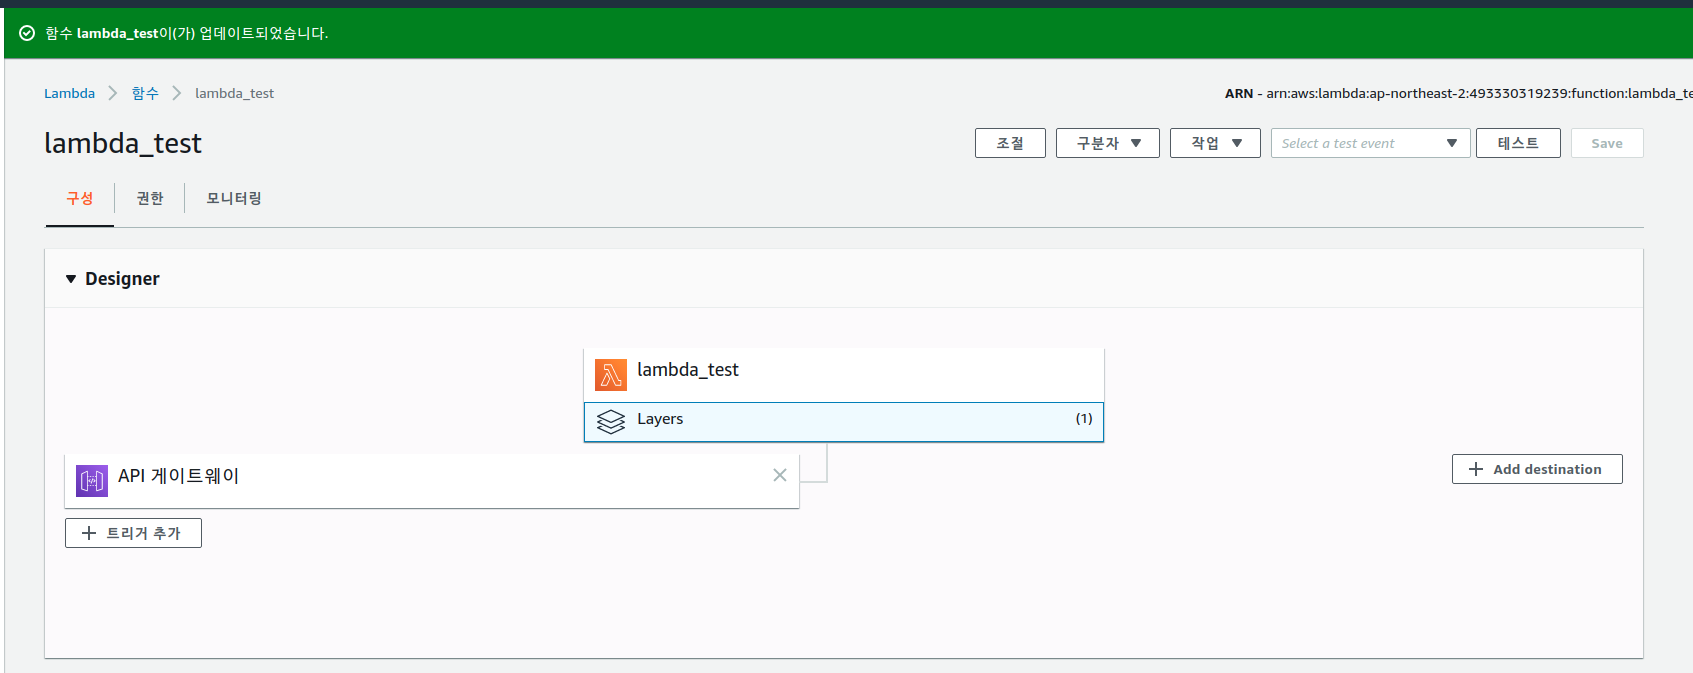 함수 lambda_test이(가) 업데이트되었습니다.
Lambda 함수 lambda_test
ARN - arn:aws:lambda:ap-northeast-2:493330319239:function:lambda_te
lambda_test
조절 구분자 작업 Select a test event 테스트 Save
구성 권한 모니터링
Designer
lambda_test
Layers (1)
API 게이트웨이
Add destination
트리거 추가